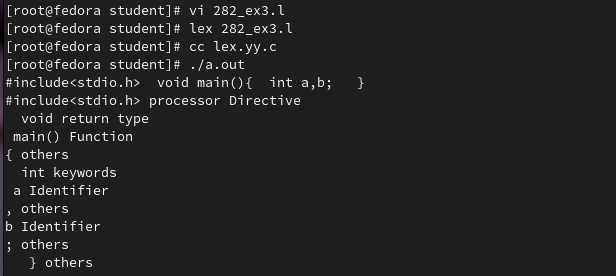 [root@fedora student]# vi 282_ex3.l
[root@fedora student]# lex 282_ex3.l
[root@fedora student]# cc lex.yy.c
[root@fedora student]# ./a.out
#include<stdio.h>  void main(){  int a,b;   }
#include<stdio.h> processor Directive
  void return type
 main() Function
{ others
  int keywords
 a Identifier
, others
b Identifier
; others
   } others